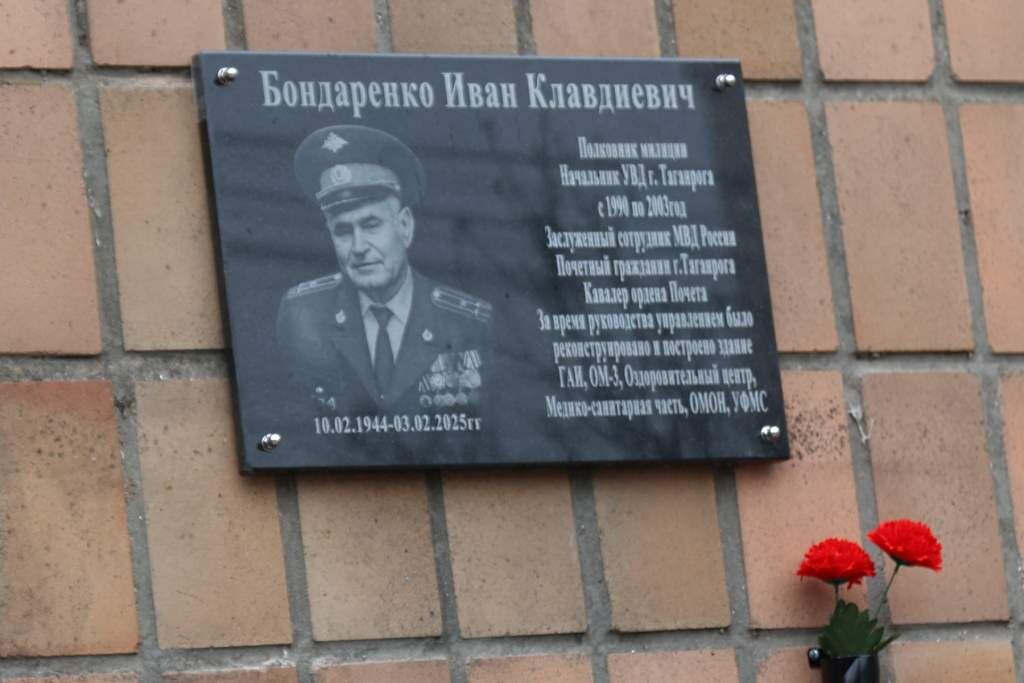 Бондаренко Иван Клавдиевич
Полковник милиции
Начальник УВД г. Таганрога
с 1990 по 2003год
Заслуженный сотрудник МВД России
Почетный гражданин г.Таганрога
Кавалер ордена Почета
За время руководства управлением было
реконструировано и построено здание
ГАИ, ОМ-3, Оздоровительный центр,
Медико-санитарная часть, ОМОН, УФМС
10.02.1944-03.02.2025гг